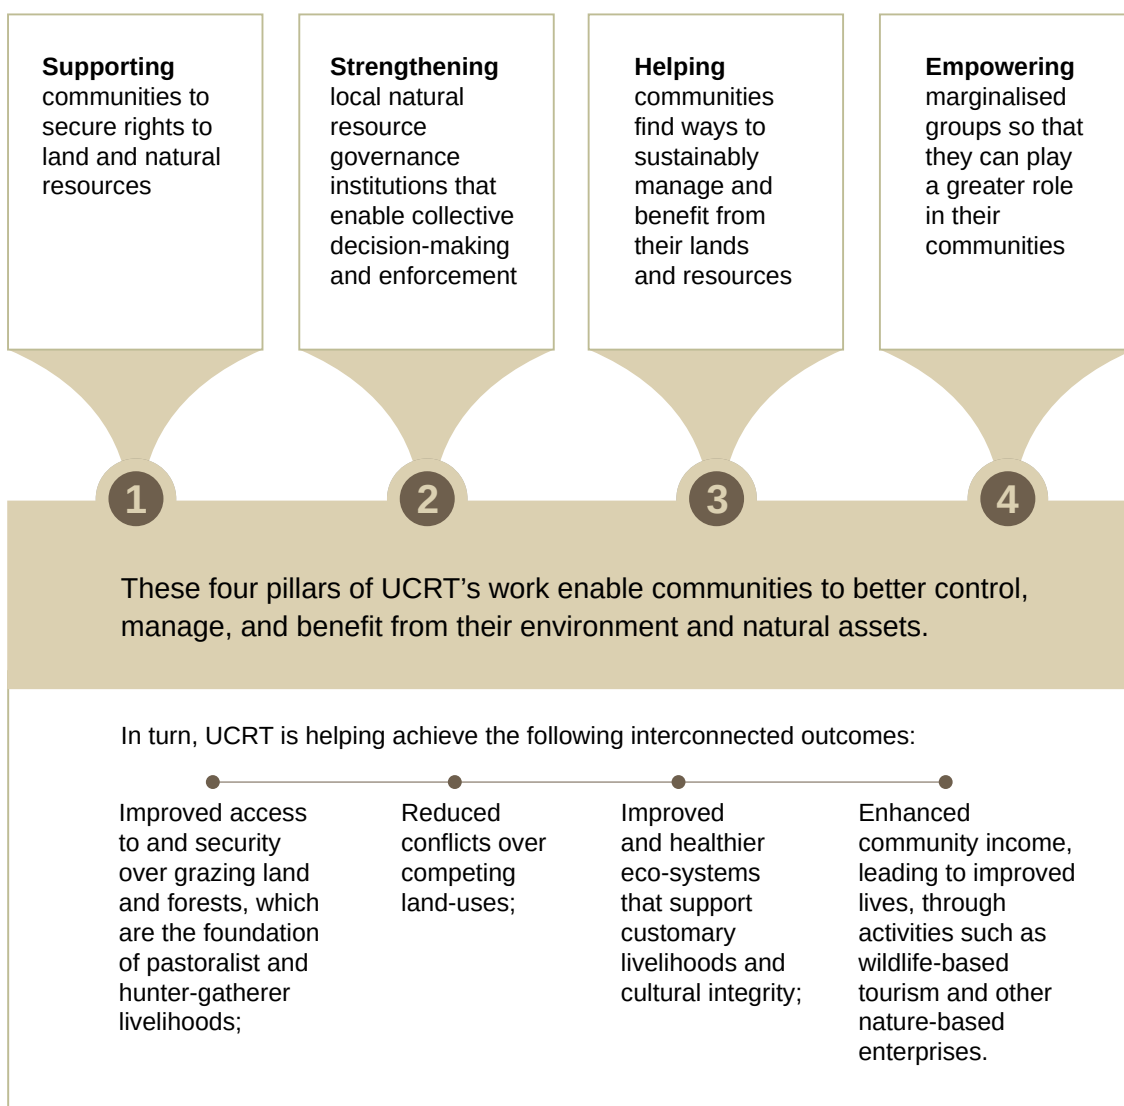 Supporting
communities to
secure rights to
land and natural
resources
Strengthening
local natural
resource
governance
institutions that
enable collective
decision-making
and enforcement
Helping
communities
find ways to
sustainably
manage and
benefit from
their lands
and resources
Empowering
marginalised
groups so that
they can play
a greater role
in their
communities
1
2
3
4
These four pillars of UCRT’s work enable communities to better control,
manage, and benefit from their environment and natural assets.
In turn, UCRT is helping achieve the following interconnected outcomes:
Improved access
to and security
over grazing land
and forests, which
are the foundation
of pastoralist and
hunter-gatherer
livelihoods;
Reduced
conflicts over
competing
land-uses;
Improved
and healthier
eco-systems
that support
customary
livelihoods and
cultural integrity;
Enhanced
community income,
leading to improved
lives, through
activities such as
wildlife-based
tourism and other
nature-based
enterprises.